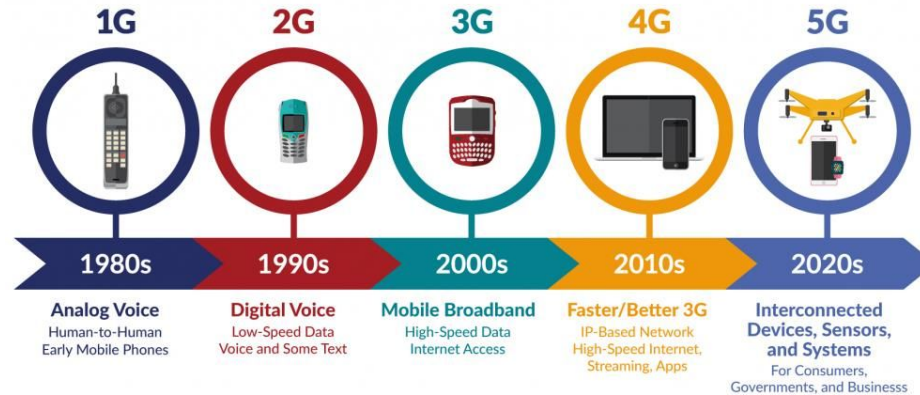 1G
2G
3G
4G
5G
1980s
1990s
2000s
2010s
2020s
Analog Voice
Human-to-Human
Early Mobile Phones
Digital Voice
Low-Speed Data
Voice and Some Text
Mobile Broadband
High-Speed Data
Internet Access
Faster/Better 3G
IP-Based Network
High-Speed Internet,
Streaming, Apps
Interconnected
Devices, Sensors,
and Systems
For Consumers,
Governments, and Businesss